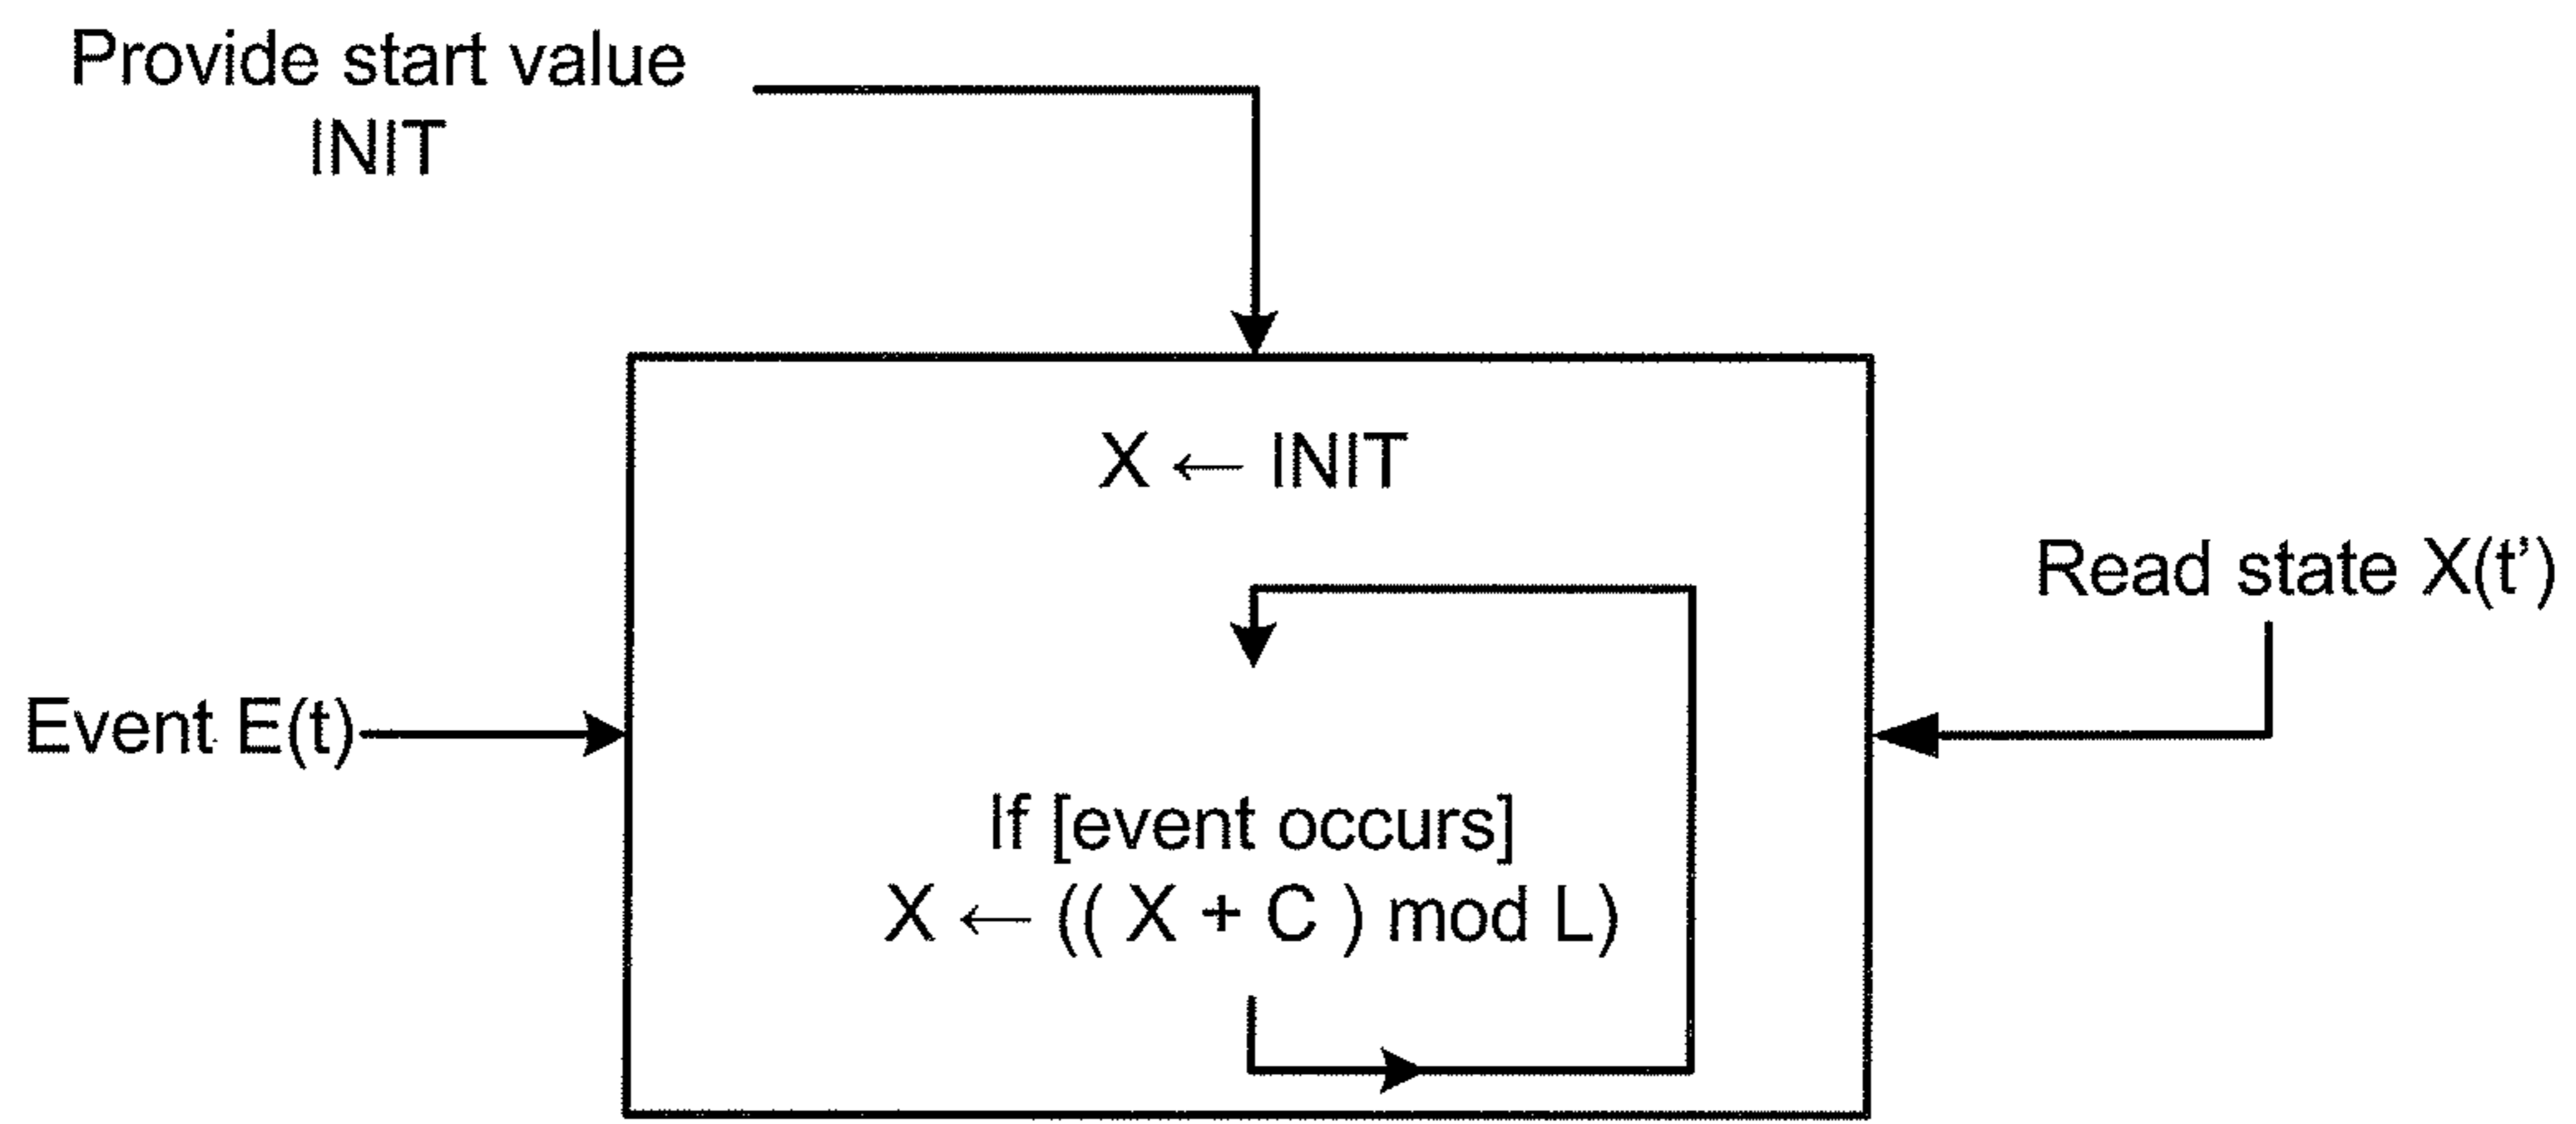 Provide start value
INIT
X ← INIT
Read state X(t’)
Event E(t)
If [event occurs]
X ← (( X + C ) mod L)